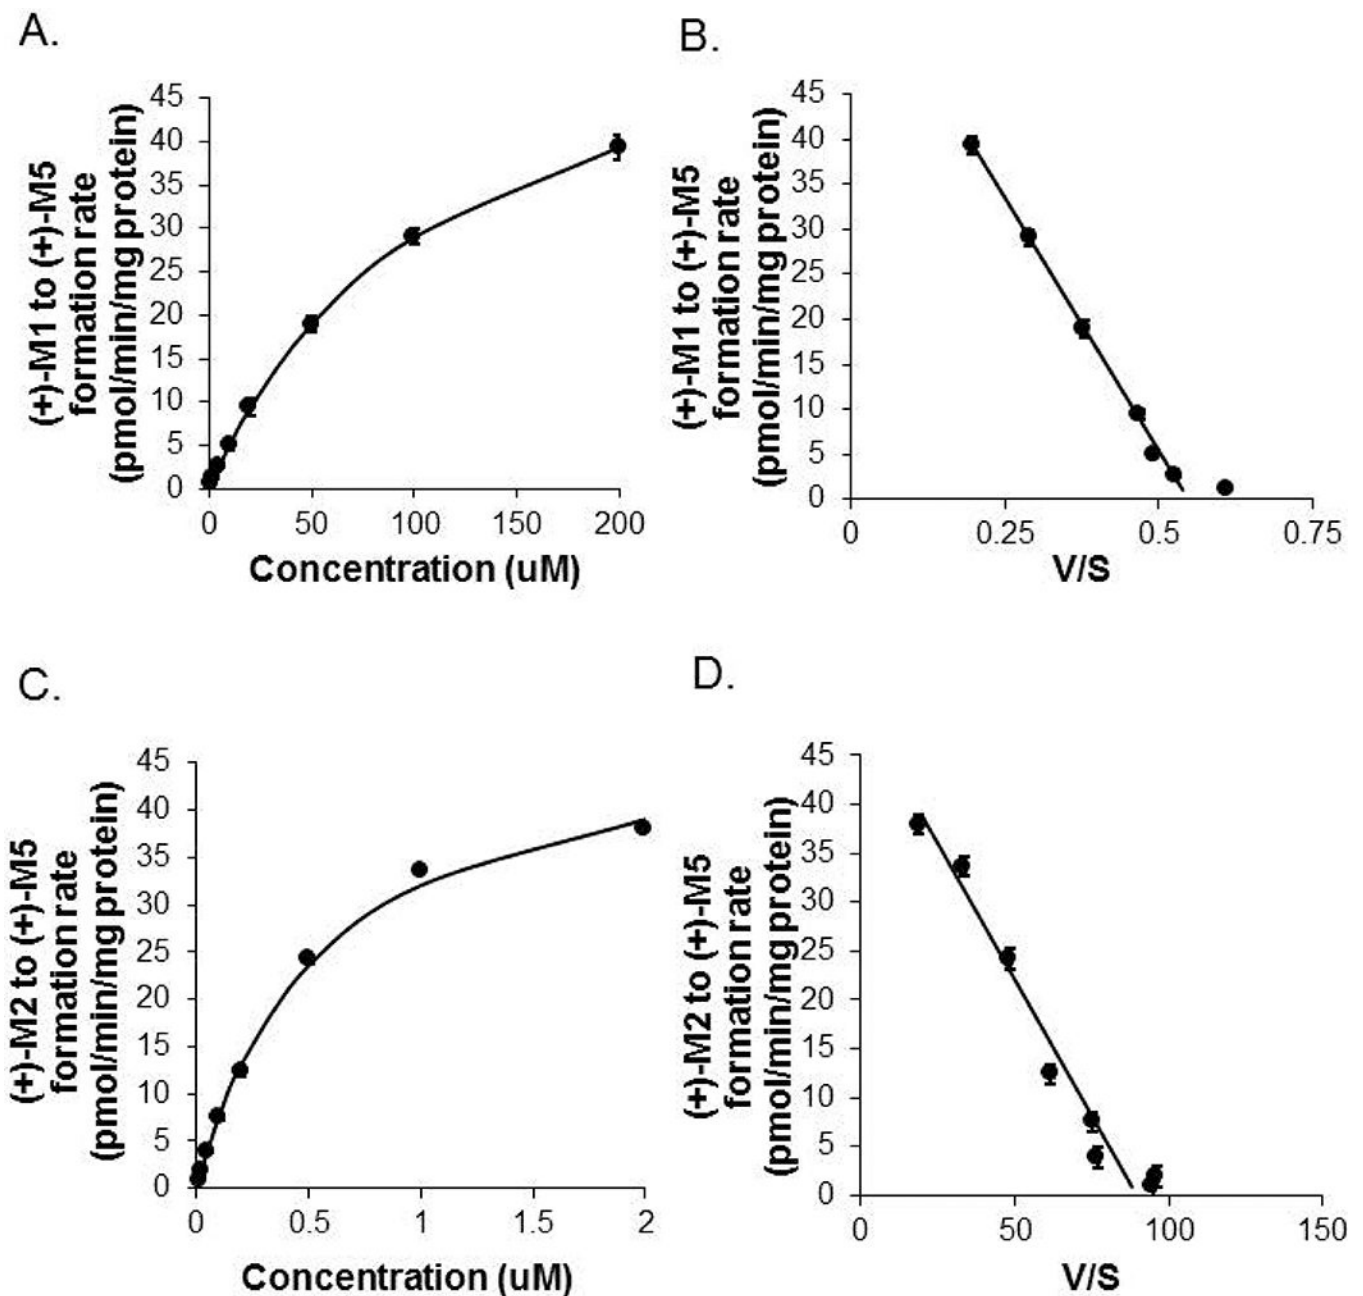 A.
(+)-M1 to (+)-M5
formation rate
(pmol/min/mg protein)
45
40
35
30
25
20
15
10
5
0
0 50 100 150 200
Concentration (uM)
B.
(+)-M1 to (+)-M5
formation rate
(pmol/min/mg protein)
45
40
35
30
25
20
15
10
5
0
0 0.25 0.5 0.75
V/S
C.
(+)-M2 to (+)-M5
formation rate
(pmol/min/mg protein)
45
40
35
30
25
20
15
10
5
0
0 0.5 1 1.5 2
Concentration (uM)
D.
(+)-M2 to (+)-M5
formation rate
(pmol/min/mg protein)
45
40
35
30
25
20
15
10
5
0
0 50 100 150
V/S